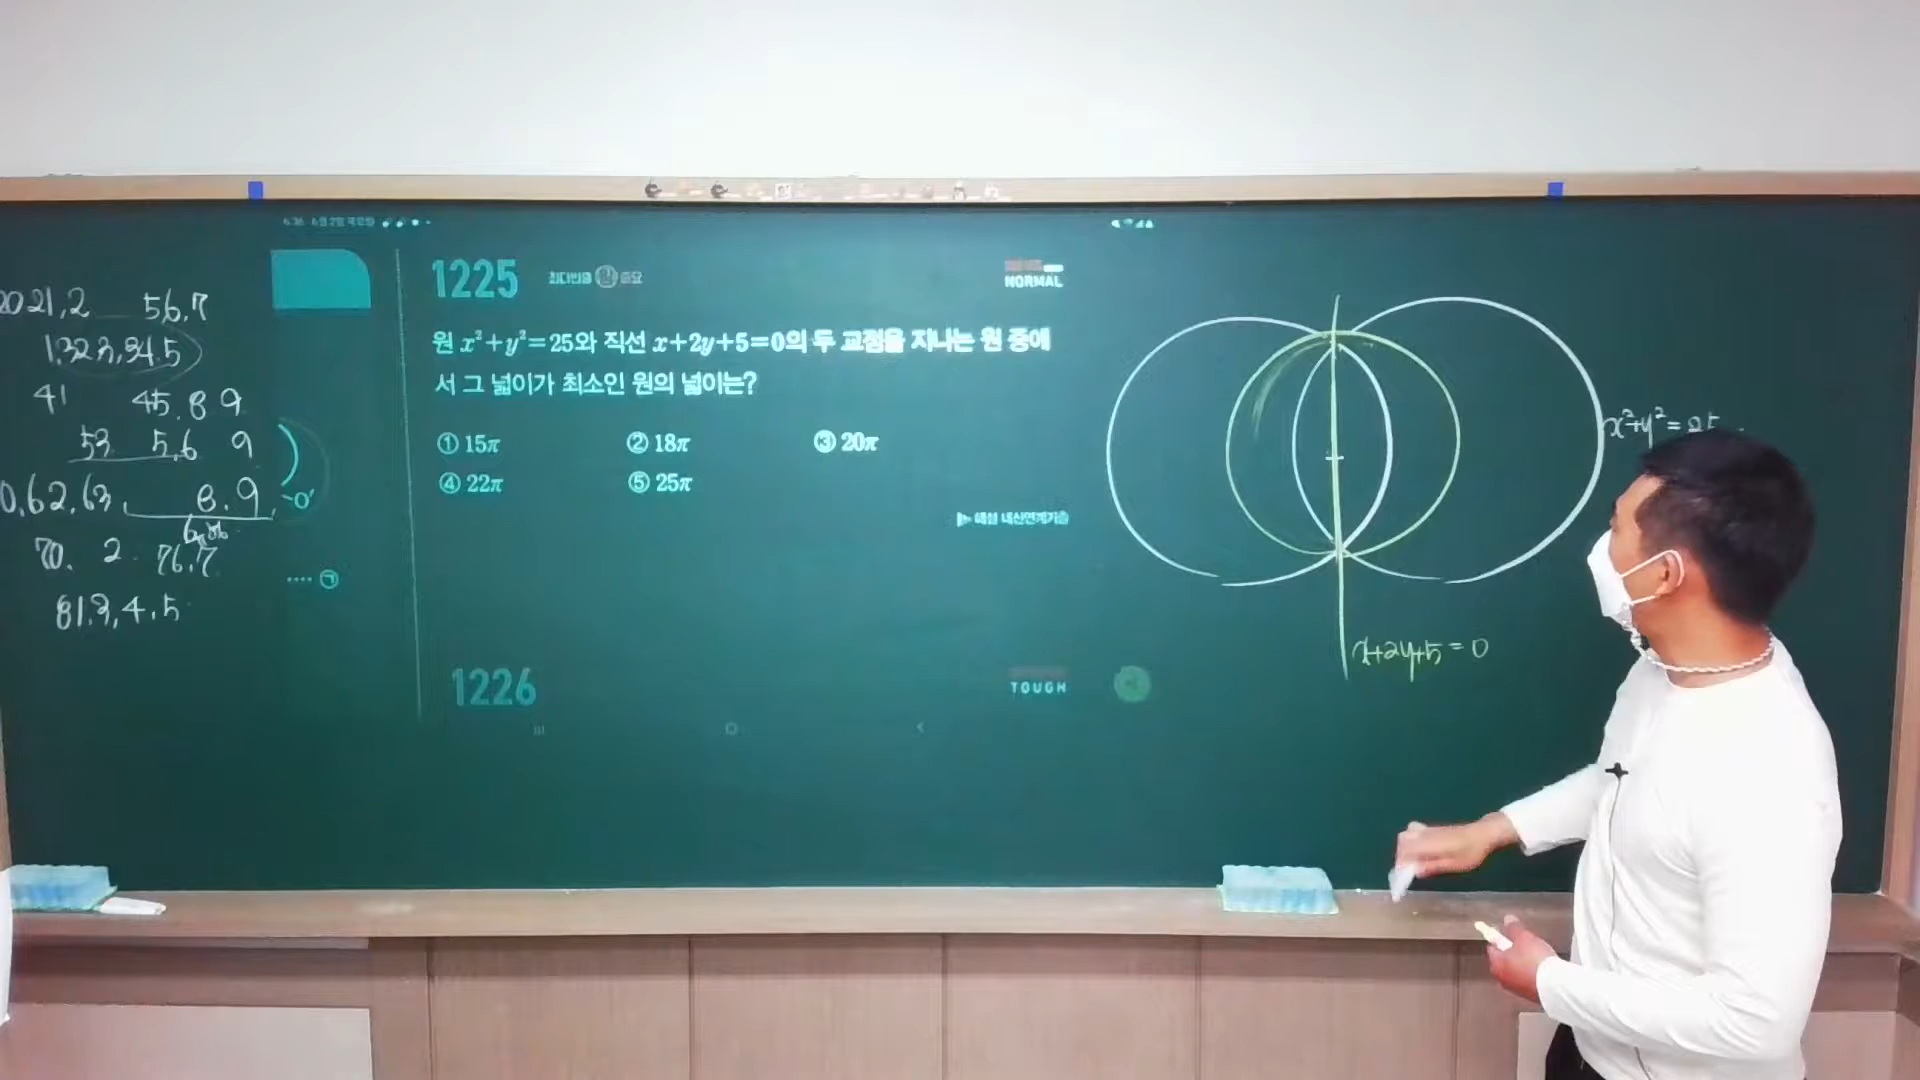 2021,2 56,7
1,323,34.5
41 45.8 9
53 5,6 9
0,62,63, 8.9
70. 2 76.7
81.3,4.5
O'
···· ㉠
1225
중요
NORMAL
원 x²+y²=25와 직선 x+2y+5=0의 두 교점을 지나는 원 중에
서 그 넓이가 최소인 원의 넓이는?
① 15π ② 18π ③ 20π
④ 22π ⑤ 25π
1226
TOUGH
x²+y²=25
x+2y+5=0